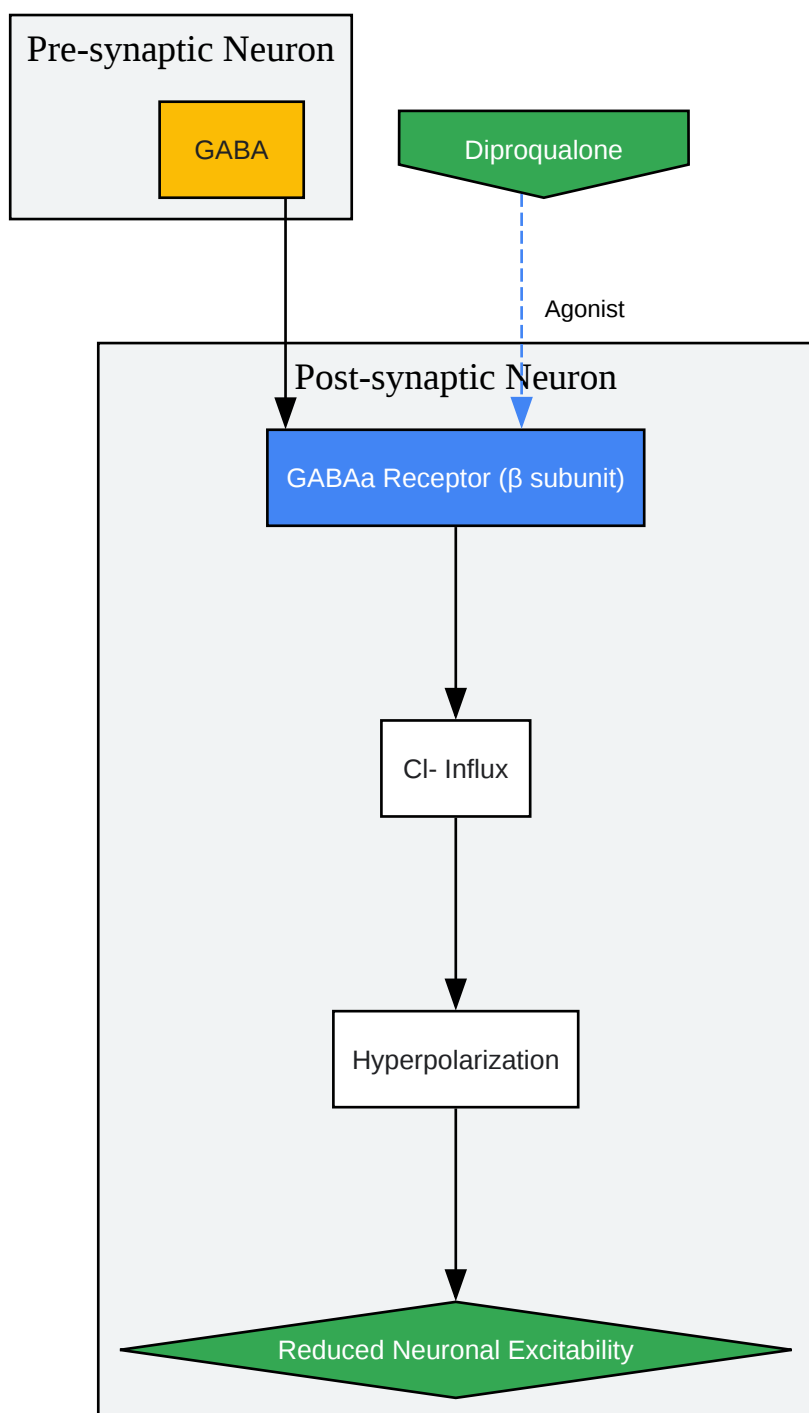 Pre-synaptic Neuron
GABA
Diproqualone
Agonist
Post-synaptic Neuron
GABAa Receptor (β subunit)
Cl- Influx
Hyperpolarization
Reduced Neuronal Excitability